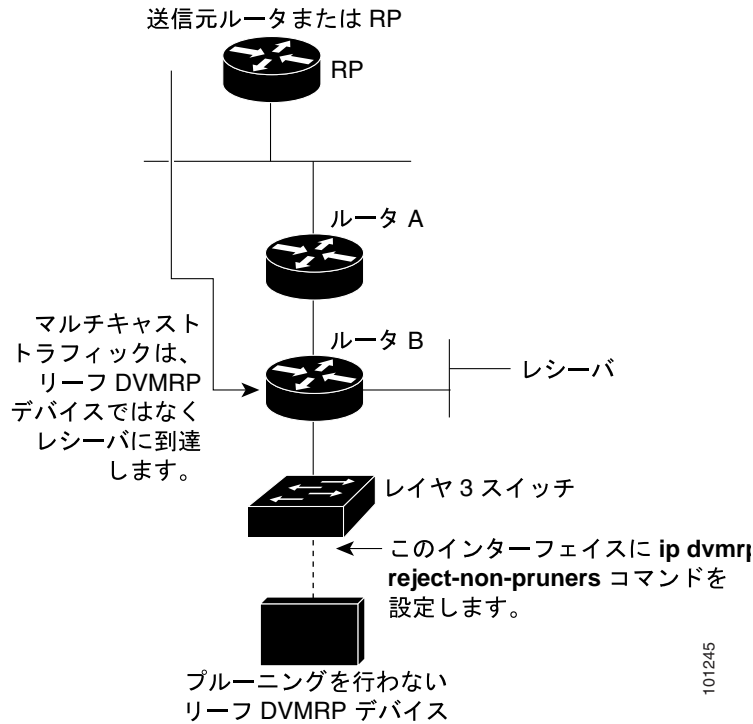 送信元ルータまたは RP
RP
ルータ A
ルータ B
マルチキャスト
トラフィックは、
リーフ DVMRP
デバイスではなく
レシーバに到達
します。
レシーバ
レイヤ 3 スイッチ
このインターフェイスに ip dvmrp
reject-non-pruners コマンドを
設定します。
プルーニングを行わない
リーフ DVMRP デバイス
101245